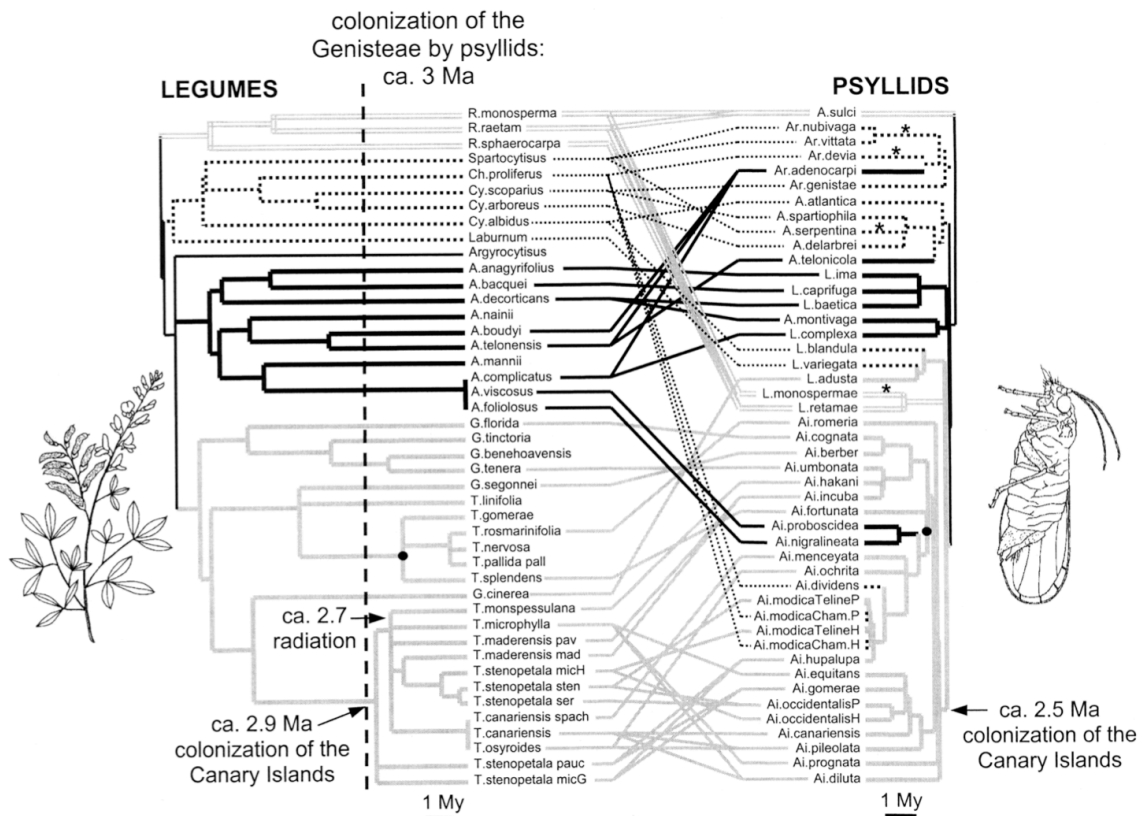 colonization of the
Genisteae by psyllids:
ca. 3 Ma
LEGUMES
PSYLLIDS
R.monosperma
R.raetam
R.sphaerocarpa
Spartocytisus
Ch.proliferus
Cy.scoparius
Cy.arboreus
Cy.albidus
Laburnum
Argyrocytisus
A.anagyrifolius
A.bacquei
A.decorticans
A.nainii
A.boudyi
A.telonensis
A.mannii
A.complicatus
A.viscosus
A.foliolosus
G.florida
G.tinctoria
G.benehoavensis
G.tenera
G.segonnei
T.linifolia
T.gomerae
T.rosmarinifolia
T.nervosa
T.pallida pall
T.splendens
G.cinerea
T.monspessulana
T.microphylla
T.maderensis pav
T.maderensis mad
T.stenopetala micH
T.stenopetala sten
T.stenopetala ser
T.canariensis spach
T.canariensis
T.osyroides
T.stenopetala pauc
T.stenopetala micG
A.sulci
Ar.nubivaga
*
Ar.vittata
Ar.devia
*
Ar.adenocarpi
Ar.genistae
A.atlantica
A.spartiophila
A.serpentina
*
A.delarbrei
A.telonicola
L.ima
L.caprifuga
L.baetica
A.montivaga
L.complexa
L.blandula
L.variegata
L.adusta
L.monospermae
*
L.retamae
Ai.romeria
Ai.cognata
Ai.berber
Ai.umbonata
Ai.hakani
Ai.incuba
Ai.fortunata
Ai.proboscidea
Ai.nigralineata
Ai.menceyata
Ai.ochrita
Ai.dividens
Ai.modicaTelineP
Ai.modicaCham.P
Ai.modicaTelineH
Ai.modicaCham.H
Ai.hupalupa
Ai.equitans
Ai.gomerae
Ai.occidentalisP
Ai.occidentalisH
Ai.canariensis
Ai.pileolata
Ai.prognata
Ai.diluta
ca. 2.7
radiation
ca. 2.9 Ma
colonization of the
Canary Islands
ca. 2.5 Ma
colonization of the
Canary Islands
1 My
1 My